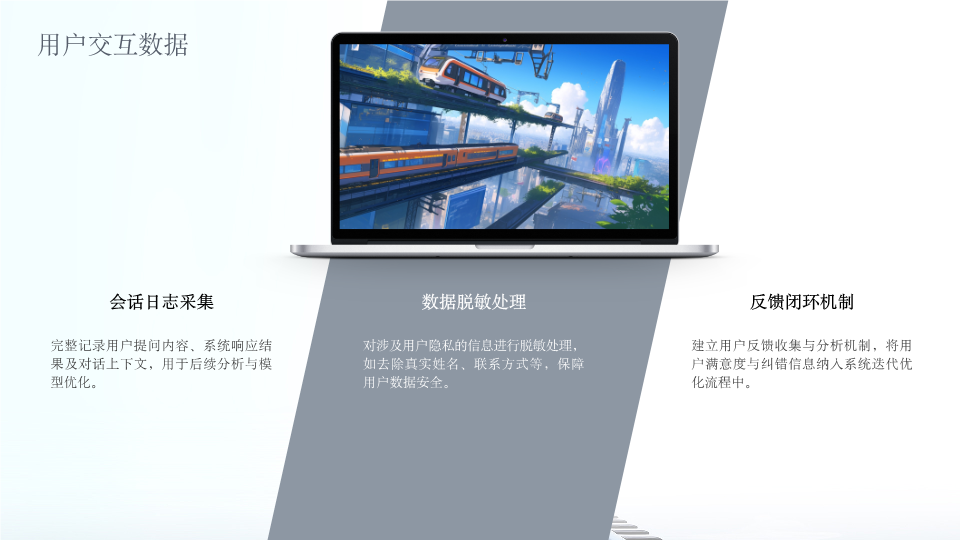 用户交互数据
会话日志采集
完整记录用户提问内容、系统响应结
果及对话上下文，用于后续分析与模
型优化。
数据脱敏处理
对涉及用户隐私的信息进行脱敏处理，
如去除真实姓名、联系方式等，保障
用户数据安全。
反馈闭环机制
建立用户反馈收集与分析机制，将用
户满意度与纠错信息纳入系统迭代优
化流程中。